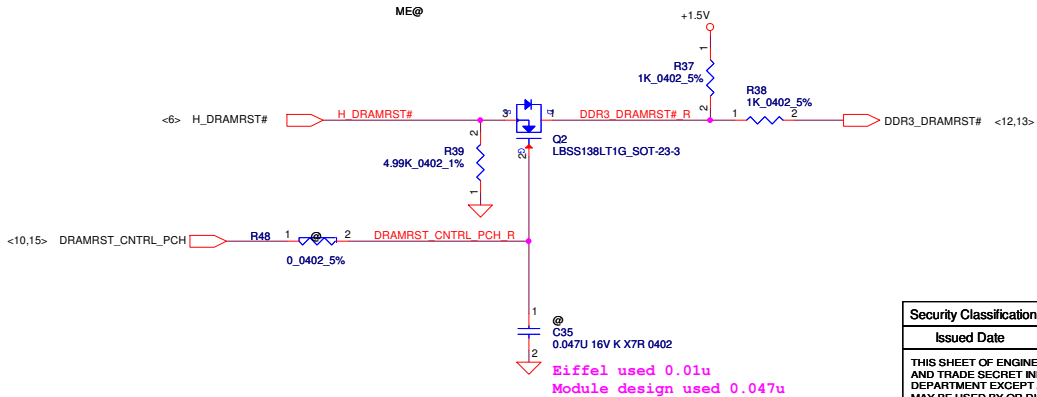 ME@
+1.5V
1
R37
1K_0402_5%
2
R38
1K_0402_5%
<6> H_DRAMRST#
H_DRAMRST#
3
1
DDR3_DRAMRST#_R
1
2
DDR3_DRAMRST# <12,13>
Q2
LBSS138LT1G_SOT-23-3
2
2
R39
4.99K_0402_1%
1
<10,15> DRAMRST_CNTRL_PCH
R48
1
@
2
DRAMRST_CNTRL_PCH_R
0_0402_5%
1
@
C35
0.047U 16V K X7R 0402
2
Eiffel used 0.01u
Module design used 0.047u
Security Classification
Issued Date
THIS SHEET OF ENGINE
AND TRADE SECRET IN
DEPARTMENT EXCEPT